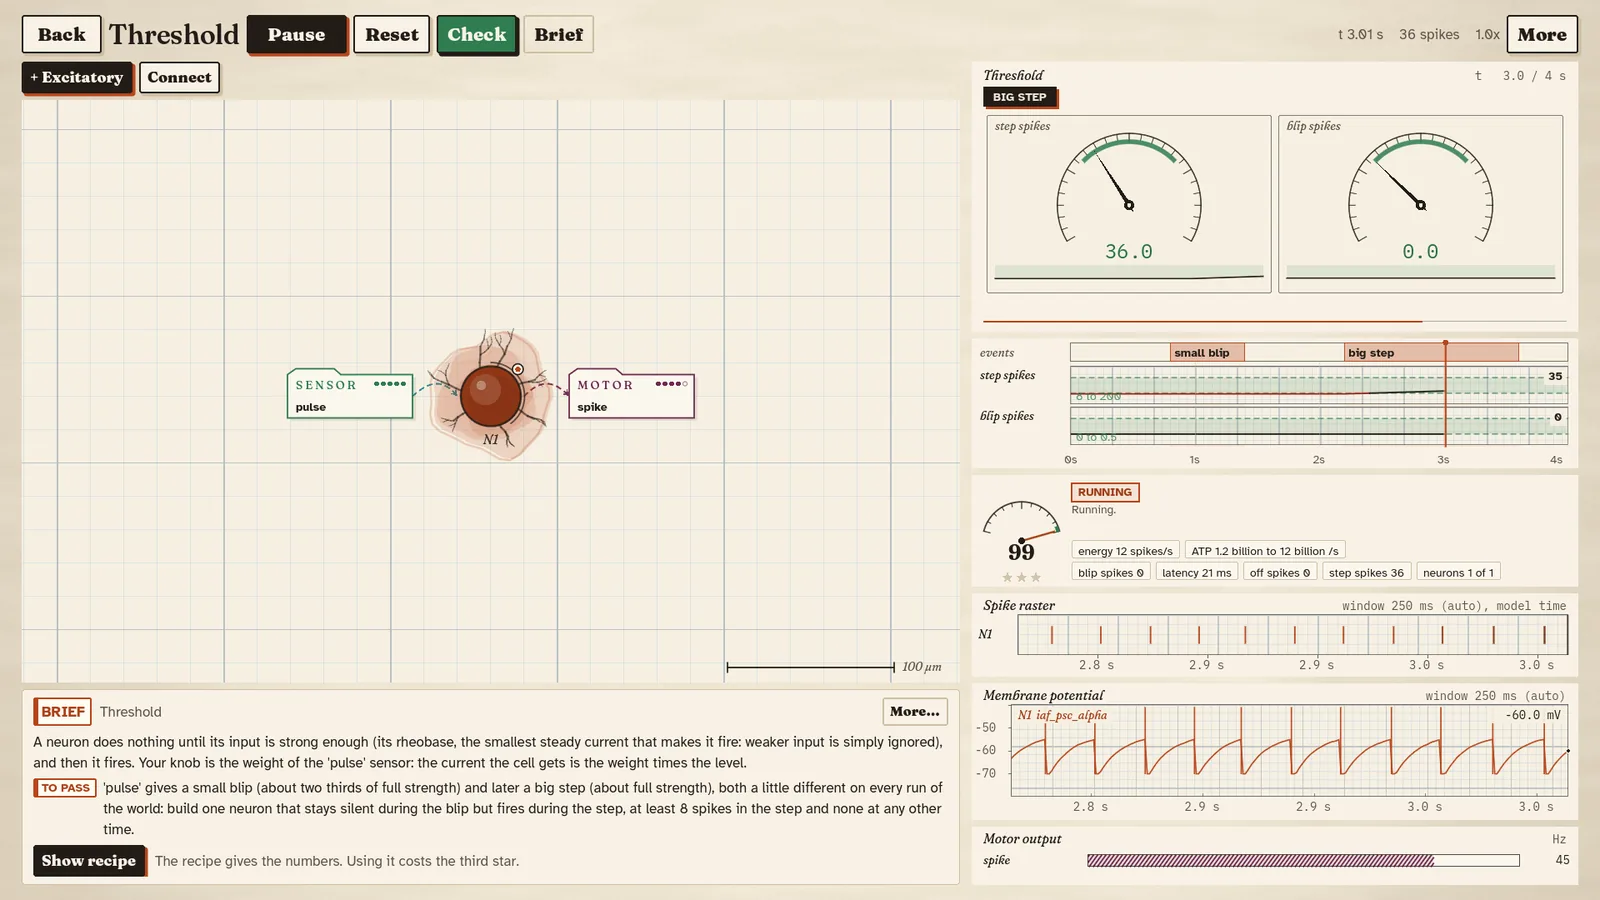 Back Threshold Pause Reset Check Brief t 3.01 s 36 spikes 1.0x More
+ Excitatory Connect
SENSOR
pulse
N1
MOTOR
spike
100 µm
BRIEF Threshold More...
A neuron does nothing until its input is strong enough (its rheobase, the smallest steady current that makes it fire: weaker input is simply ignored),
and then it fires. Your knob is the weight of the 'pulse' sensor: the current the cell gets is the weight times the level.
TO PASS 'pulse' gives a small blip (about two thirds of full strength) and later a big step (about full strength), both a little different on every run of
the world: build one neuron that stays silent during the blip but fires during the step, at least 8 spikes in the step and none at any other
time.
Show recipe The recipe gives the numbers. Using it costs the third star.
Threshold t 3.0 / 4 s
BIG STEP
step spikes
36.0
blip spikes
0.0
events small blip big step
step spikes 35
8 to 200
blip spikes 0
0 to 0.5
0s 1s 2s 3s 4s
99
RUNNING
Running.
energy 12 spikes/s ATP 1.2 billion to 12 billion /s
blip spikes 0 latency 21 ms off spikes 0 step spikes 36 neurons 1 of 1
Spike raster window 250 ms (auto), model time
N1
2.8 s 2.9 s 2.9 s 3.0 s 3.0 s
Membrane potential window 250 ms (auto)
N1 iaf_psc_alpha -60.0 mV
-50
-60
-70
2.8 s 2.9 s 2.9 s 3.0 s 3.0 s
Motor output Hz
spike 45